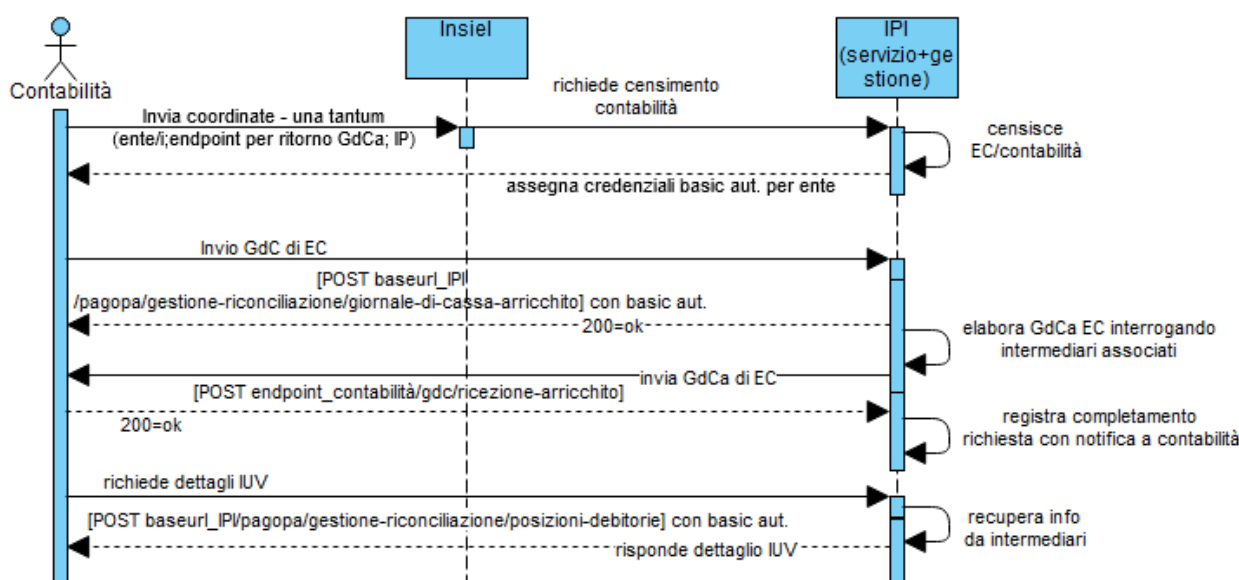 Insiel
IPI
(servizio+ge
stione)
Contabilità
richiede censimento
contabilità
Invia coordinate - una tantum
(ente/i;endpoint per ritorno GdCa; IP)
censisce
EC/contabilità
assegna credenziali basic aut. per ente
Invio GdC di EC
[POST baseurl_IPI
/pagopa/gestione-riconciliazione/giornale-di-cassa-arricchito] con basic aut.
200=ok
elabora GdCa EC interrogando
intermediari associati
invia GdCa di EC
[POST endpoint_contabilità/gdc/ricezione-arricchito]
200=ok
registra completamento
richiesta con notifica a contabilità
richiede dettagli IUV
[POST baseurl_IPI/pagopa/gestione-riconciliazione/posizioni-debitorie] con basic aut.
recupera info
da intermediari
risponde dettaglio IUV